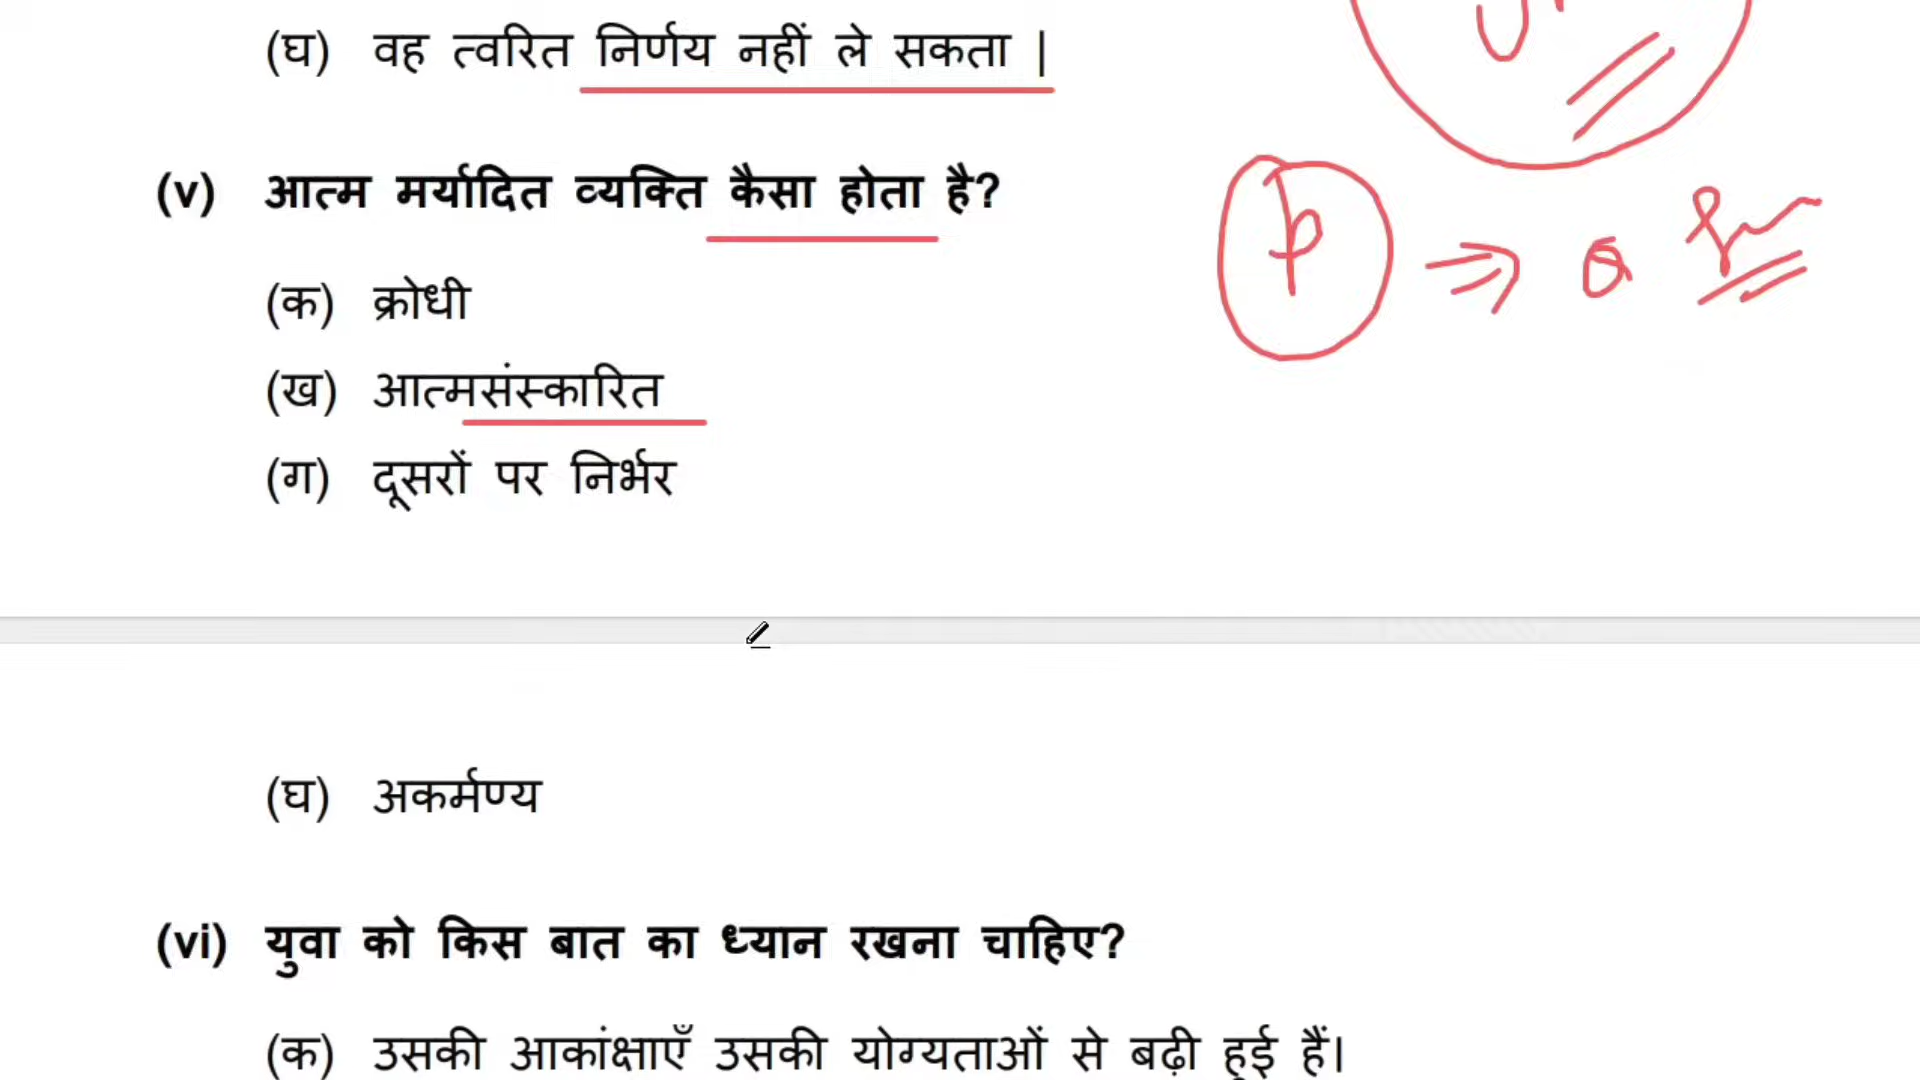 (घ) वह त्वरित निर्णय नहीं ले सकता |
(v) आत्म मर्यादित व्यक्ति कैसा होता है?
(क) क्रोधी
(ख) आत्मसंस्कारित
(ग) दूसरों पर निर्भर
(घ) अकर्मण्य
(vi) युवा को किस बात का ध्यान रखना चाहिए?
(क) उसकी आकांक्षाएँ उसकी योग्यताओं से बढ़ी हुई हैं।